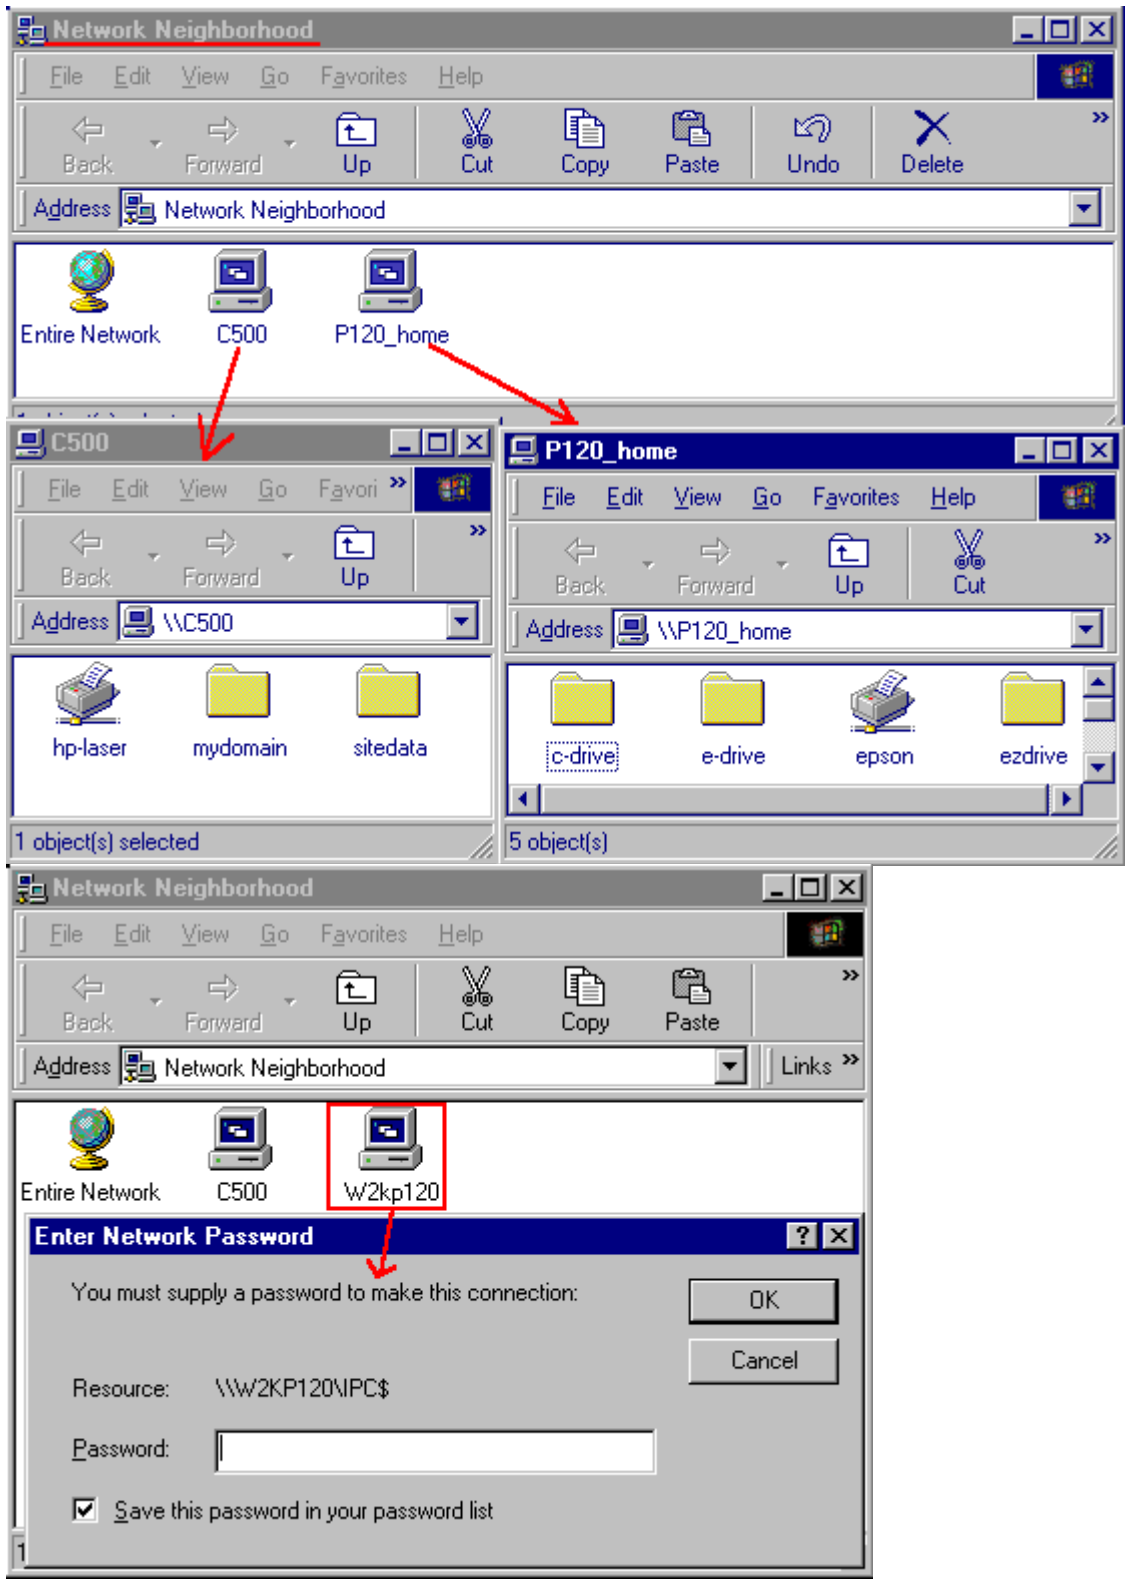 Network Neighborhood
File Edit View Go Favorites Help
Back Forward Up Cut Copy Paste Undo Delete »
Address Network Neighborhood
Entire Network C500 P120_home
C500
File Edit View Go Favori »
Back Forward Up »
Address \\C500
hp-laser mydomain sitedata
1 object(s) selected
P120_home
File Edit View Go Favorites Help
Back Forward Up Cut »
Address \\P120_home
c-drive e-drive epson ezdrive
5 object(s)
Network Neighborhood
File Edit View Go Favorites Help
Back Forward Up Cut Copy Paste »
Address Network Neighborhood Links »
Entire Network C500 W2kp120
Enter Network Password
You must supply a password to make this connection:
OK
Cancel
Resource: \\W2KP120\IPC$
Password:
Save this password in your password list
1